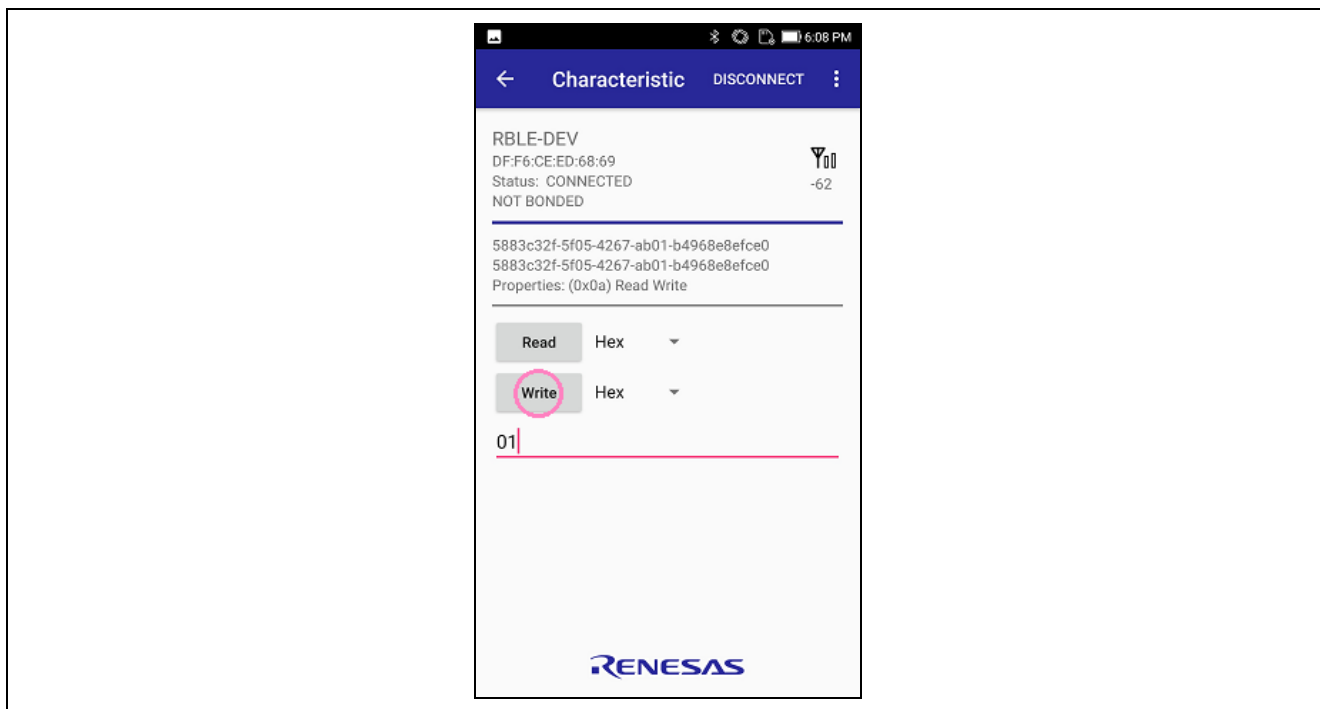 6:08 PM
Characteristic DISCONNECT
RBLE-DEV
DF:F6:CE:ED:68:69
Status: CONNECTED
-62
NOT BONDED
5883c32f-5f05-4267-ab01-b4968e8efce0
5883c32f-5f05-4267-ab01-b4968e8efce0
Properties: (0x0a) Read Write
Read Hex
Write Hex
01
RENESAS